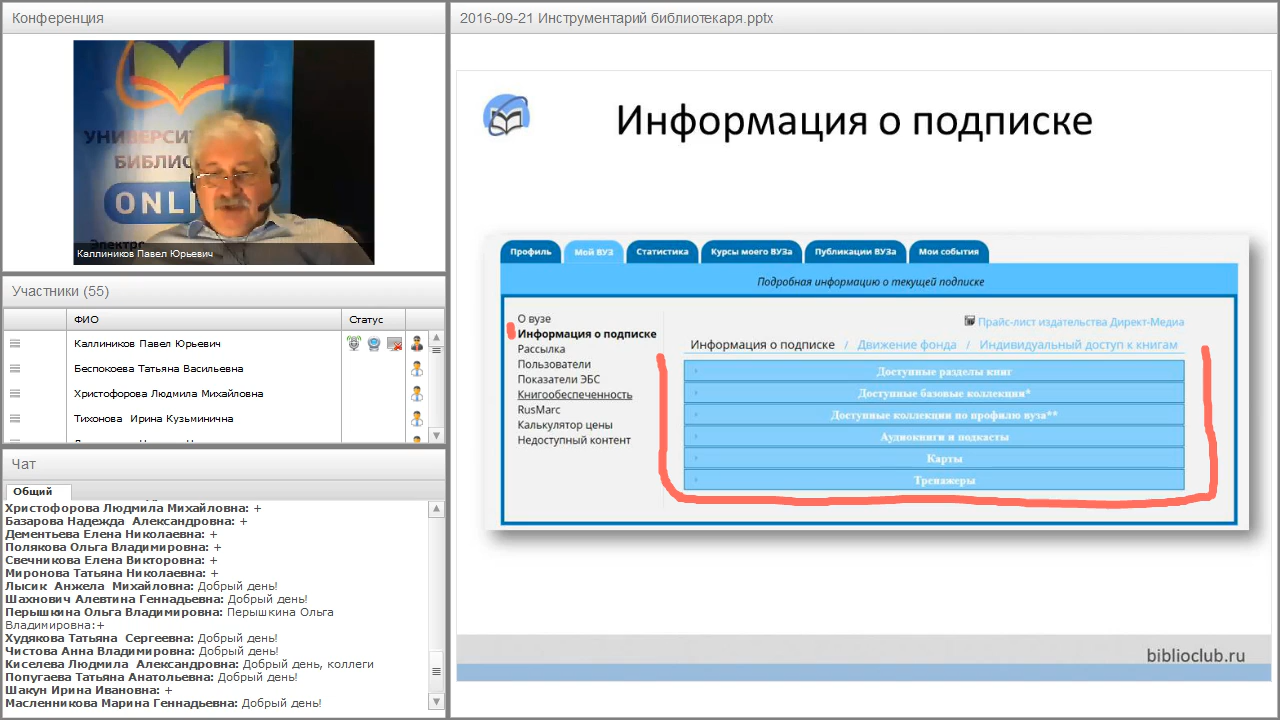 Конференция
УНИВЕРСИТ
БИБЛИО
ONLI
Электр
Каллиников Павел Юрьевич
Участники (55)
ФИО
Статус
Каллиников Павел Юрьевич
Беспокоева Татьяна Васильевна
Христофорова Людмила Михайловна
Тихонова Ирина Кузьминична
Чат
Общий
Христофорова Людмила Михайловна: +
Базарова Надежда Александровна: +
Дементьева Елена Николаевна: +
Полякова Ольга Владимировна: +
Свечникова Елена Викторовна: +
Миронова Татьяна Николаевна: +
Лысик Анжела Михайловна: Добрый день!
Шахнович Алевтина Геннадьевна: Добрый день!
Перышкина Ольга Владимировна: Перышкина Ольга
Владимировна:+
Худякова Татьяна Сергеевна: Добрый день!
Чистова Анна Владимировна: Добрый день!
Киселева Людмила Александровна: Добрый день, коллеги
Попугаева Татьяна Анатольевна: Добрый день!
Шакун Ирина Ивановна: +
Масленникова Марина Геннадьевна: Добрый день!
2016-09-21 Инструментарий библиотекаря.pptx
Информация о подписке
Профиль
Мой ВУЗ
Статистика
Курсы моего ВУЗа
Публикации ВУЗа
Мои события
Подробная информацию о текущей подписке
О вузе
Информация о подписке
Рассылка
Пользователи
Показатели ЭБС
Книгообеспеченность
RusMarc
Калькулятор цены
Недоступный контент
Прайс-лист издательства Директ-Медиа
Информация о подписке / Движение фонда / Индивидуальный доступ к книгам
Доступные разделы книг
Доступные базовые коллекции*
Доступные коллекции по профилю вуза**
Аудиокниги и подкасты
Карты
Тренажеры
biblioclub.ru